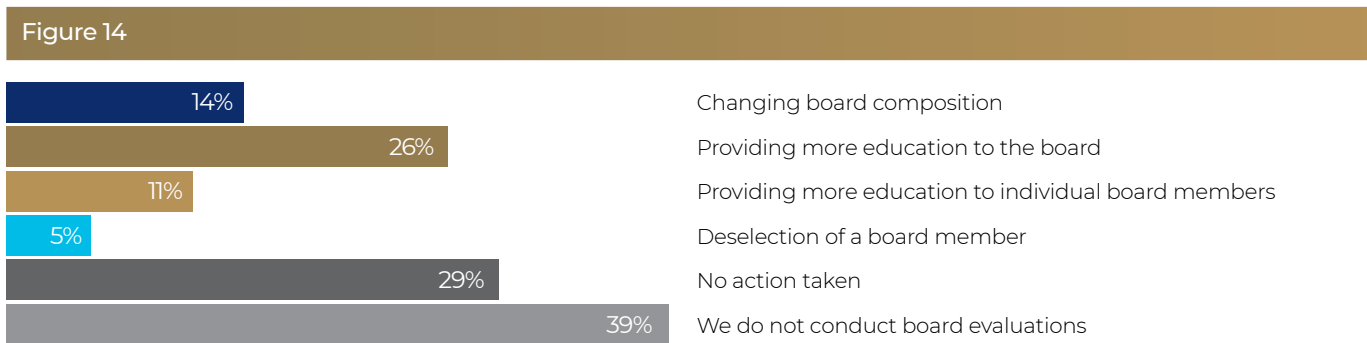 Figure 14
14% Changing board composition
26% Providing more education to the board
11% Providing more education to individual board members
5% Deselection of a board member
29% No action taken
39% We do not conduct board evaluations